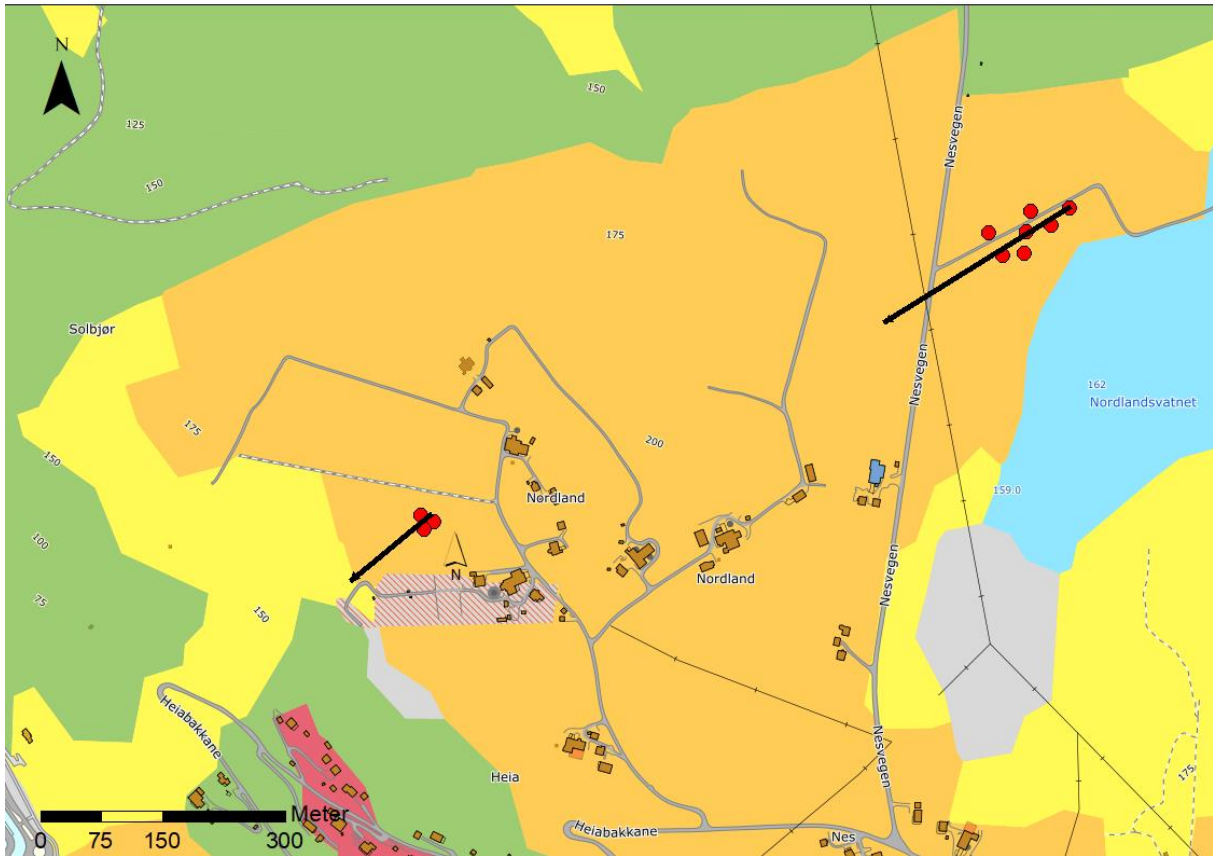 N
150
125
Nesvegen
150
175
Solbjør
Nesvegen
162
Nordlandsvatnet
175
200
150
Nordland
159.0
100
N
Nordland
Nesvegen
75
150
Heiabakkane
Nesvegen
Heia
175
Meter
0 75 150 300
Heiabakkane
Nes